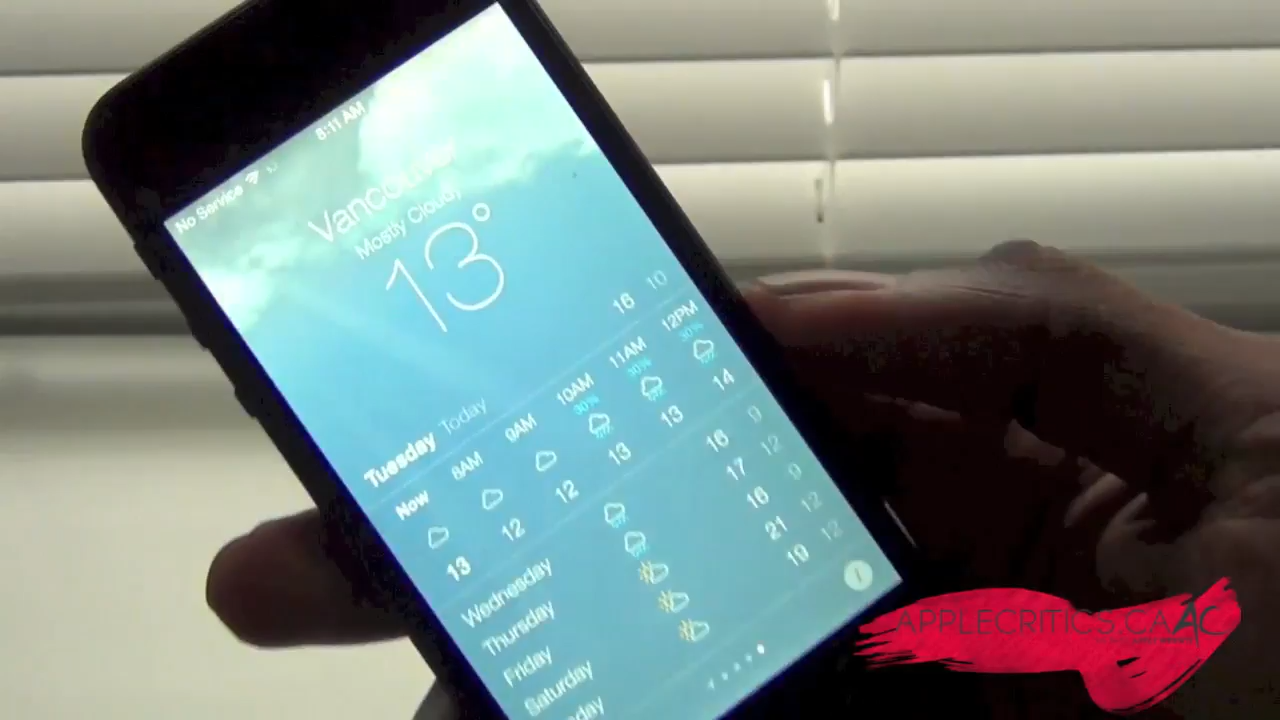 No Service 8:11 AM
Vancouver
Mostly Cloudy
13°
Tuesday Today 16 10
Now 8AM 9AM 10AM 11AM 12PM
30% 30% 30%
13 12 12 13 13 14
Wednesday 16 9
Thursday 17 12
Friday 16 9
Saturday 21 12
day 19 12
i
APPLECRITICS.CA AC